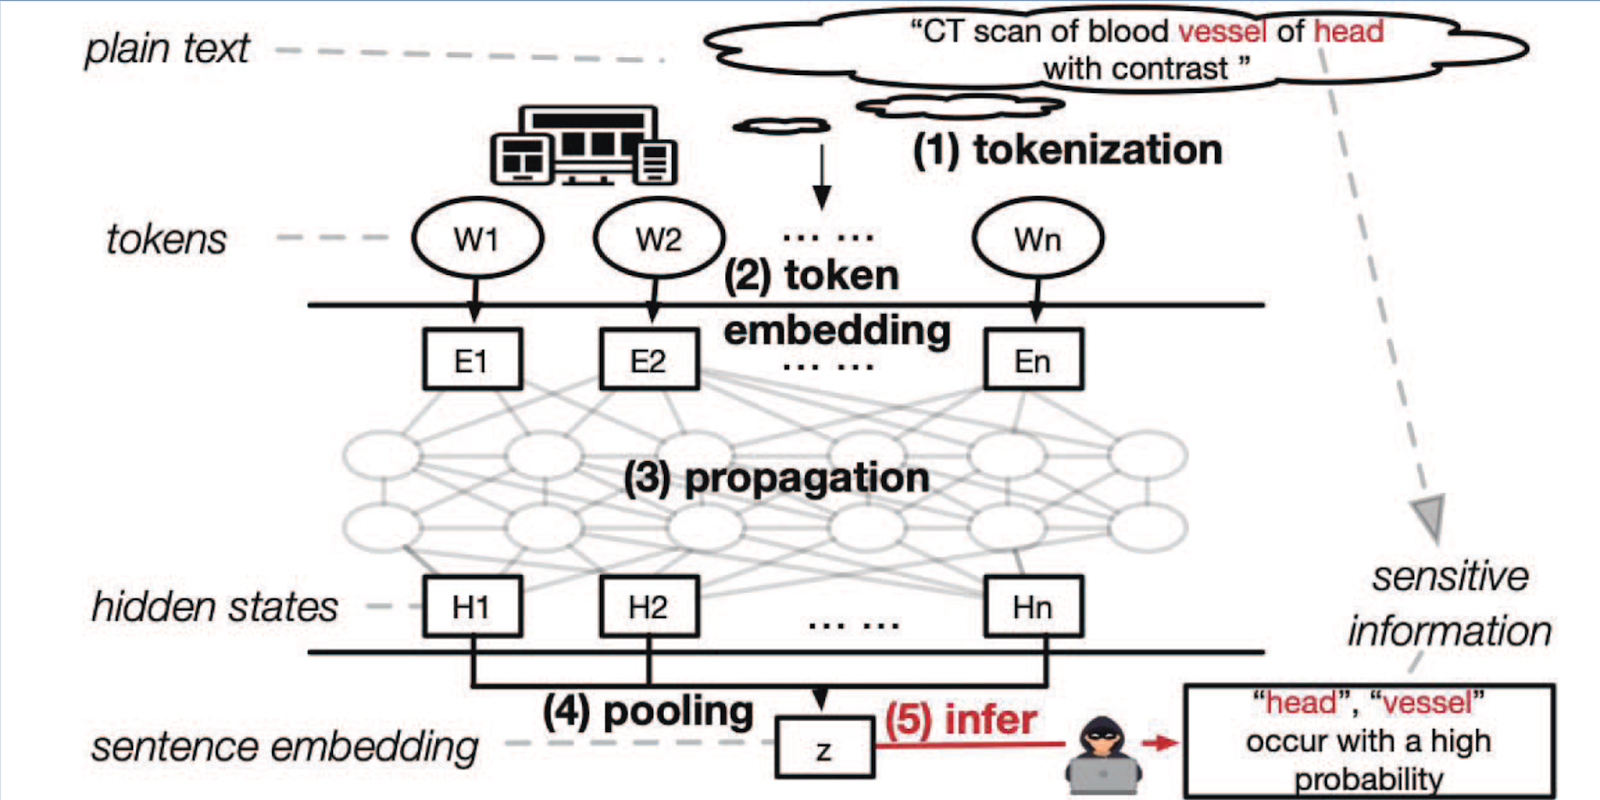 “CT scan of blood vessel of head
plain text
with contrast ”
(1) tokenization
tokens
W1
W2
... ...
Wn
(2) token
embedding
E1
E2
... ...
En
(3) propagation
hidden states
H1
H2
... ...
Hn
sensitive
information
(4) pooling
(5) infer
sentence embedding
z
“head”, “vessel”
occur with a high
probability